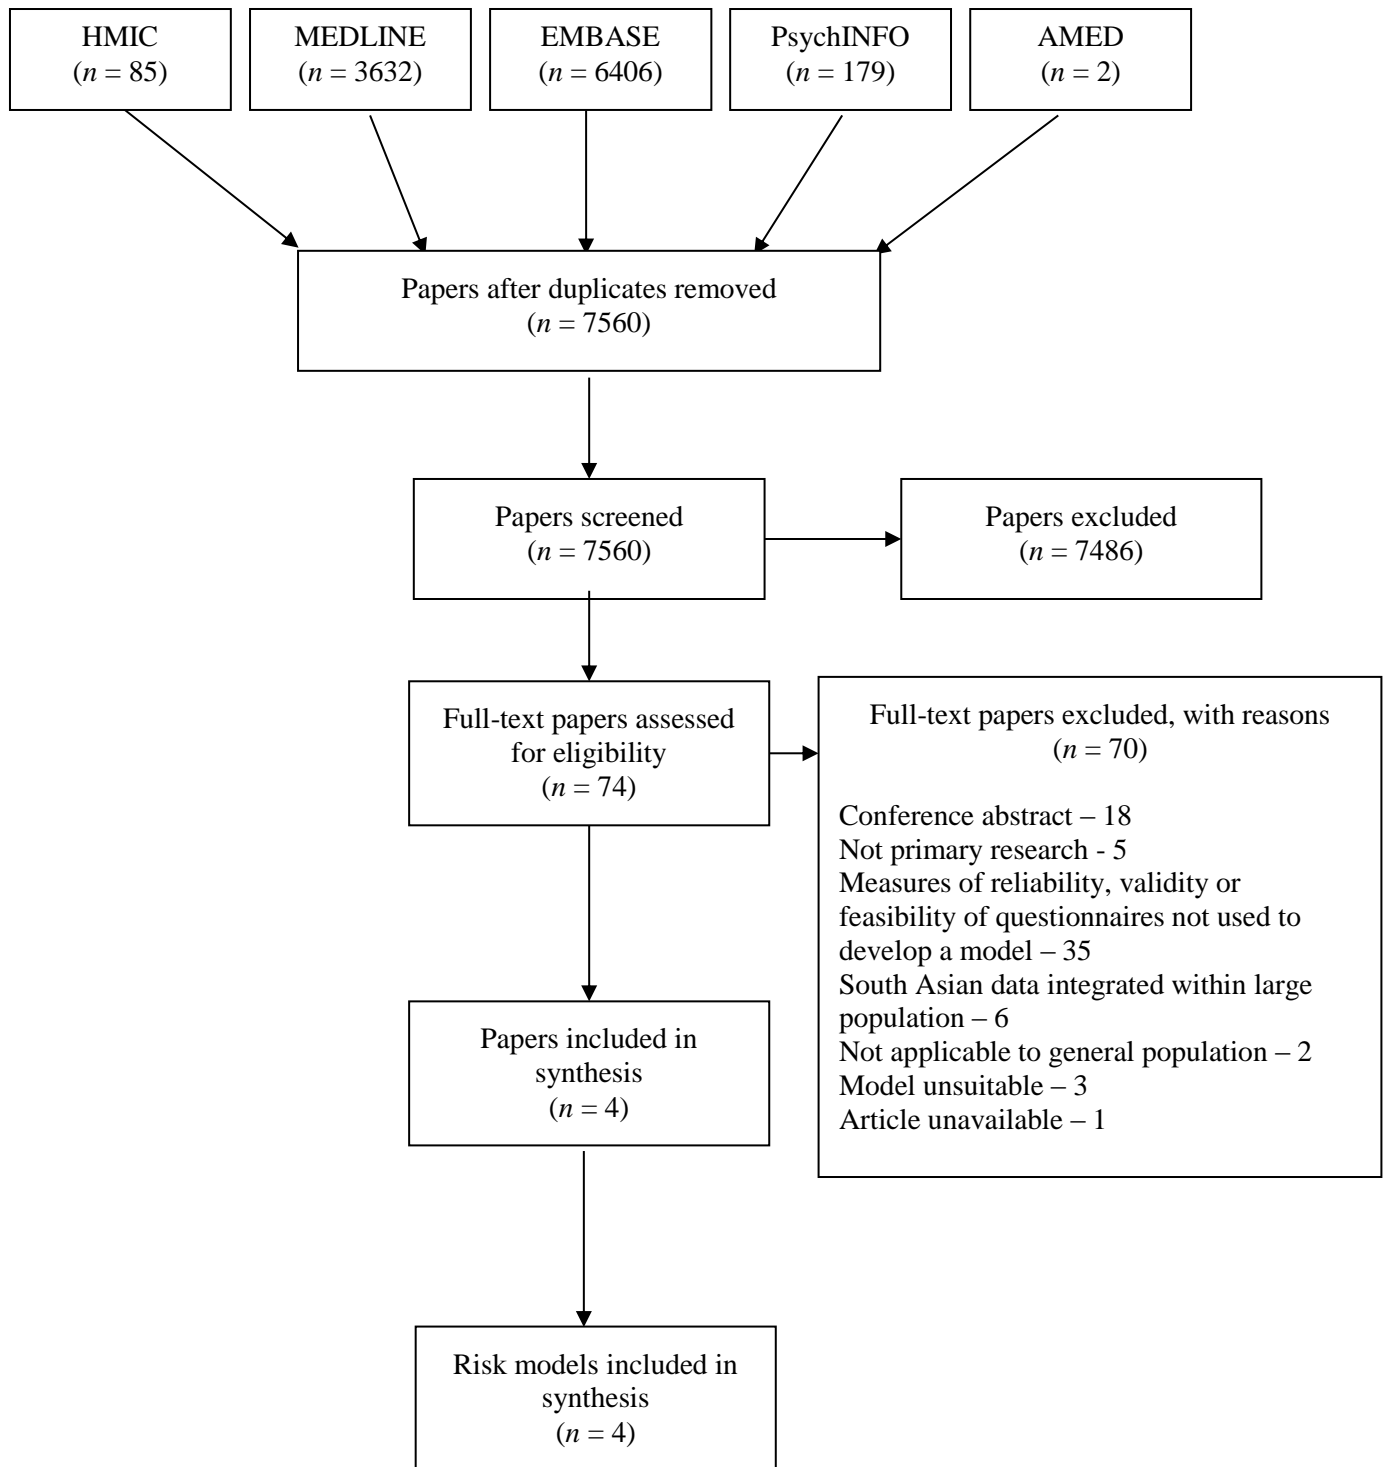 HMIC
(n = 85)
MEDLINE
(n = 3632)
EMBASE
(n = 6406)
PsychINFO
(n = 179)
AMED
(n = 2)
Papers after duplicates removed
(n = 7560)
Papers screened
(n = 7560)
Papers excluded
(n = 7486)
Full-text papers assessed
for eligibility
(n = 74)
Full-text papers excluded, with reasons
(n = 70)
Conference abstract – 18
Not primary research - 5
Measures of reliability, validity or
feasibility of questionnaires not used to
develop a model – 35
South Asian data integrated within large
population – 6
Not applicable to general population – 2
Model unsuitable – 3
Article unavailable – 1
Papers included in
synthesis
(n = 4)
Risk models included in
synthesis
(n = 4)